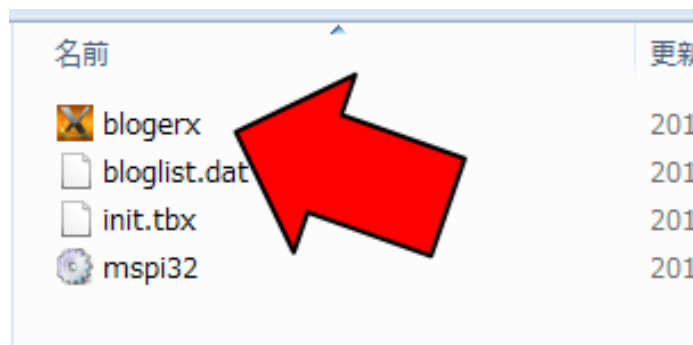 名前 更新
blogerx 201
bloglist.dat 201
init.tbx 201
mspi32 201